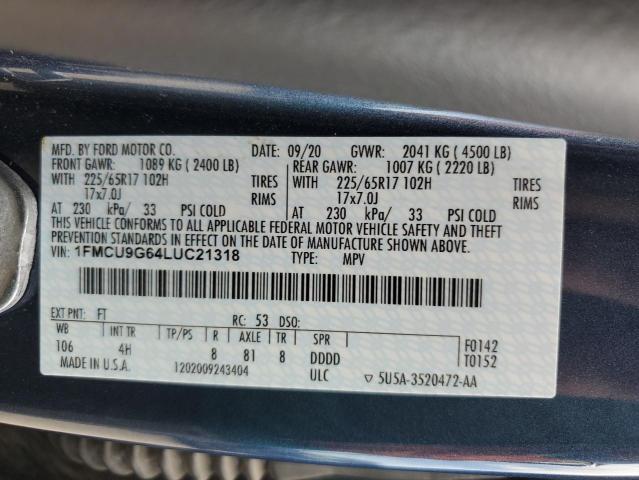 MFD. BY FORD MOTOR CO. DATE: 09/20 GVWR: 2041 KG ( 4500 LB)
FRONT GAWR: 1089 KG ( 2400 LB) REAR GAWR: 1007 KG ( 2220 LB)
WITH 225/65R17 102H TIRES WITH 225/65R17 102H TIRES
17x7.0J RIMS 17x7.0J RIMS
AT 230 kPa/ 33 PSI COLD AT 230 kPa/ 33 PSI COLD
THIS VEHICLE CONFORMS TO ALL APPLICABLE FEDERAL MOTOR VEHICLE SAFETY AND THEFT
PREVENTION STANDARDS IN EFFECT ON THE DATE OF MANUFACTURE SHOWN ABOVE.
VIN: 1FMCU9G64LUC21318 TYPE: MPV
EXT PNT: FT RC: 53 DSO:
WB INT TR TP/PS R AXLE TR SPR F0142
106 4H 8 81 8 DDDD T0152
MADE IN U.S.A. 1202009243404 ULC ▽ 5U5A-3520472-AA